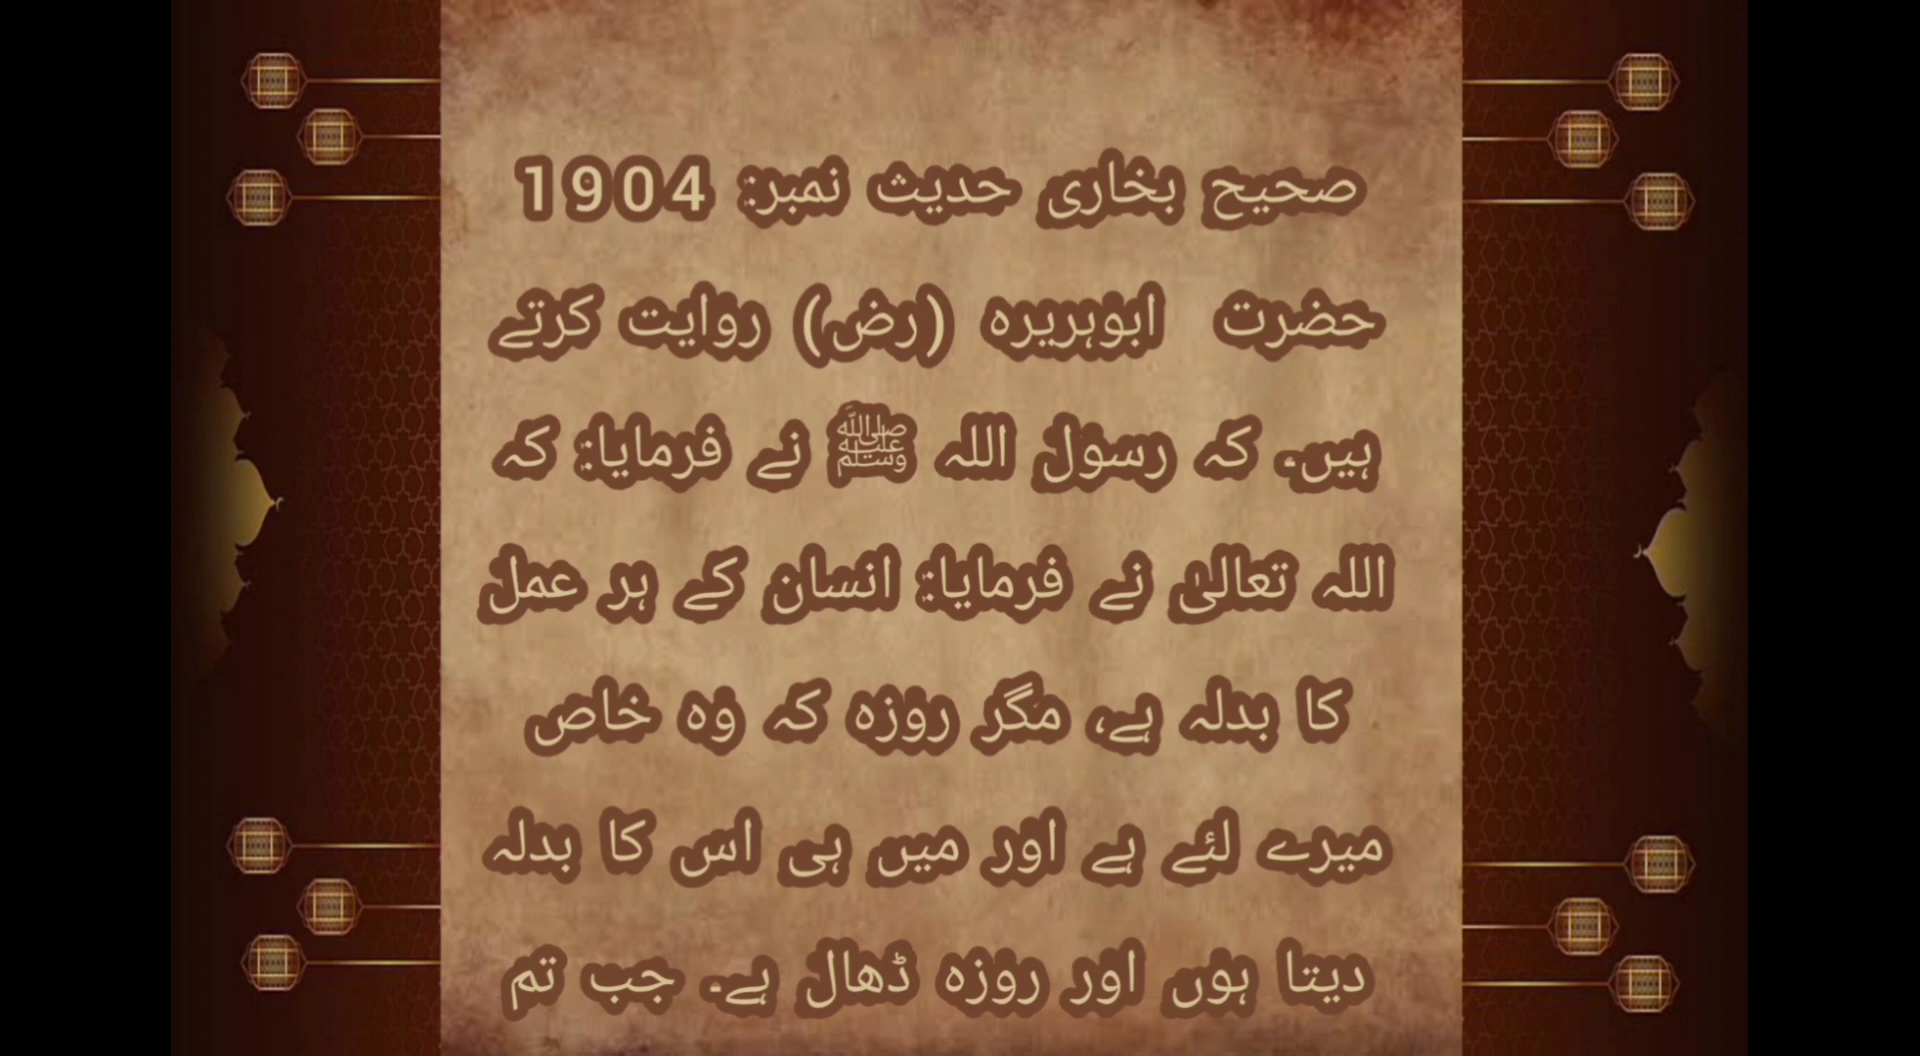 صحیح بخاری حدیث نمبر: 1904
حضرت ابوہریرہ (رض) روایت کرتے
ہیں۔ کہ رسول اللہ ﷺ نے فرمایا: کہ
اللہ تعالیٰ نے فرمایا: انسان کے ہر عمل
کا بدلہ ہے، مگر روزہ کہ وہ خاص
میرے لئے ہے اور میں ہی اس کا بدلہ
دیتا ہوں اور روزہ ڈھال ہے۔ جب تم